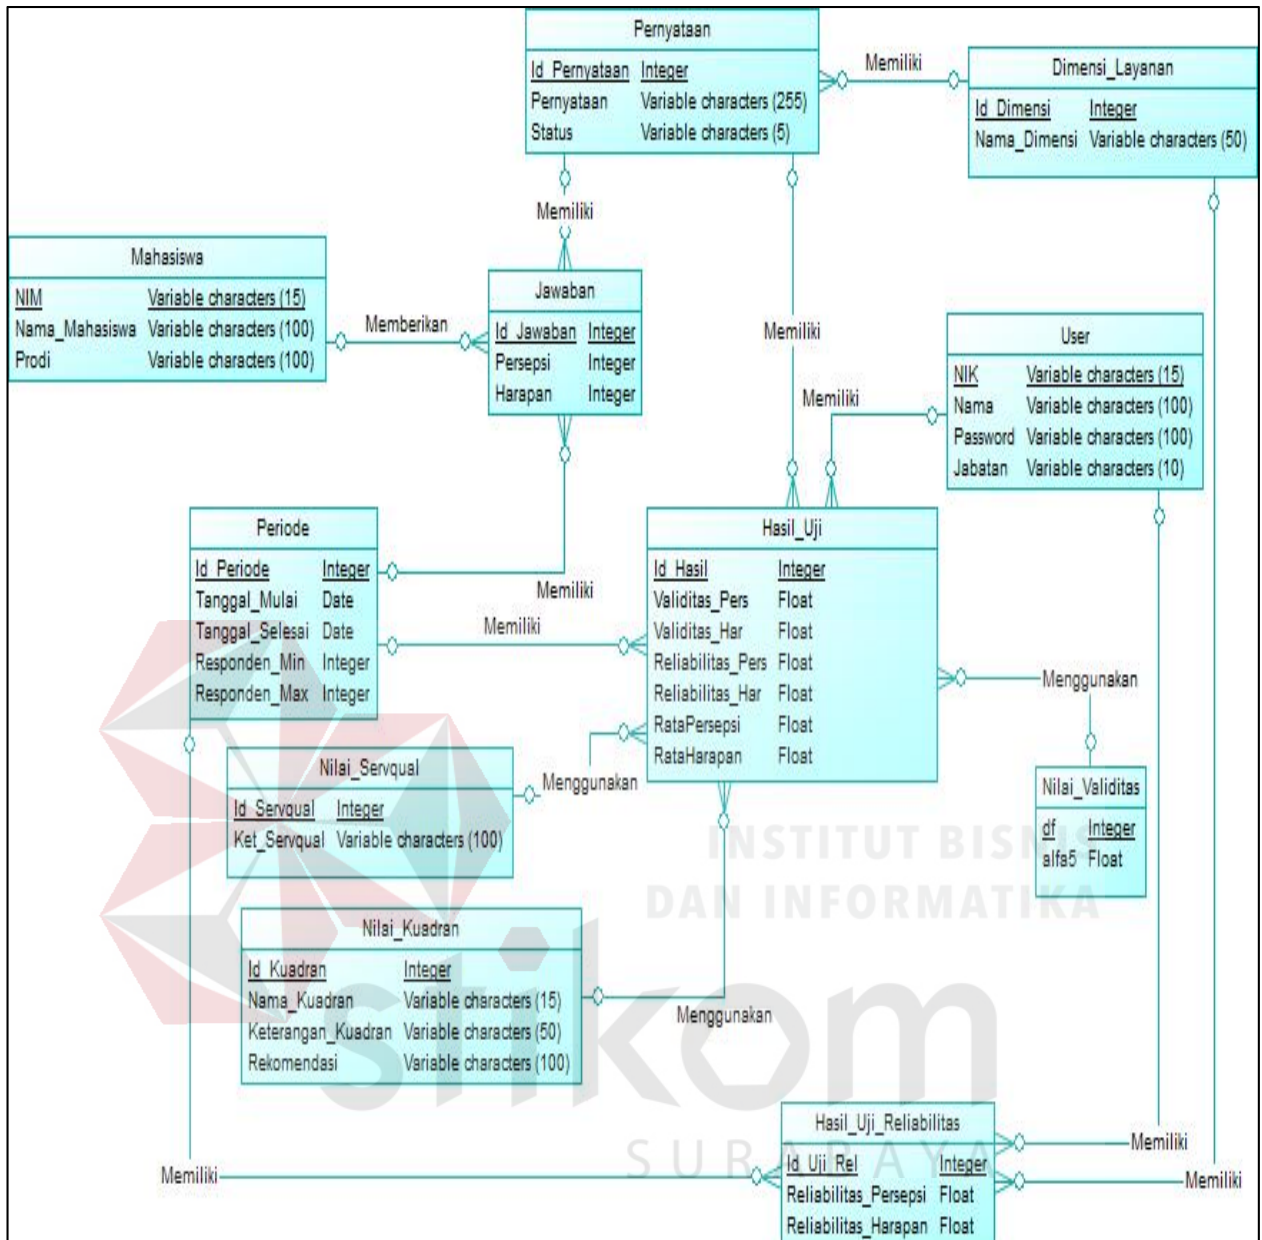 Pernyataan
Id_Pernyataan Integer
Pernyataan Variable characters (255)
Status Variable characters (5)
Memiliki
Dimensi_Layanan
Id_Dimensi Integer
Nama_Dimensi Variable characters (50)
Memiliki
Mahasiswa
NIM Variable characters (15)
Nama_Mahasiswa Variable characters (100)
Prodi Variable characters (100)
Memberikan
Jawaban
Id_Jawaban Integer
Persepsi Integer
Harapan Integer
Memiliki
User
NIK Variable characters (15)
Nama Variable characters (100)
Password Variable characters (100)
Jabatan Variable characters (10)
Memiliki
Periode
Id_Periode Integer
Tanggal_Mulai Date
Tanggal_Selesai Date
Responden_Min Integer
Responden_Max Integer
Memiliki
Memiliki
Hasil_Uji
Id_Hasil Integer
Validitas_Pers Float
Validitas_Har Float
Reliabilitas_Pers Float
Reliabilitas_Har Float
RataPersepsi Float
RataHarapan Float
Menggunakan
Nilai_Servqual
Id_Servqual Integer
Ket_Servqual Variable characters (100)
Menggunakan
Nilai_Validitas
df Integer
alfa5 Float
INSTITUT BISNIS
DAN INFORMATIKA
Nilai_Kuadran
Id_Kuadran Integer
Nama_Kuadran Variable characters (15)
Keterangan_Kuadran Variable characters (50)
Rekomendasi Variable characters (100)
Menggunakan
stikom
SURABAYA
Hasil_Uji_Reliabilitas
Id_Uji_Rel Integer
Reliabilitas_Persepsi Float
Reliabilitas_Harapan Float
Memiliki
Memiliki
Memiliki